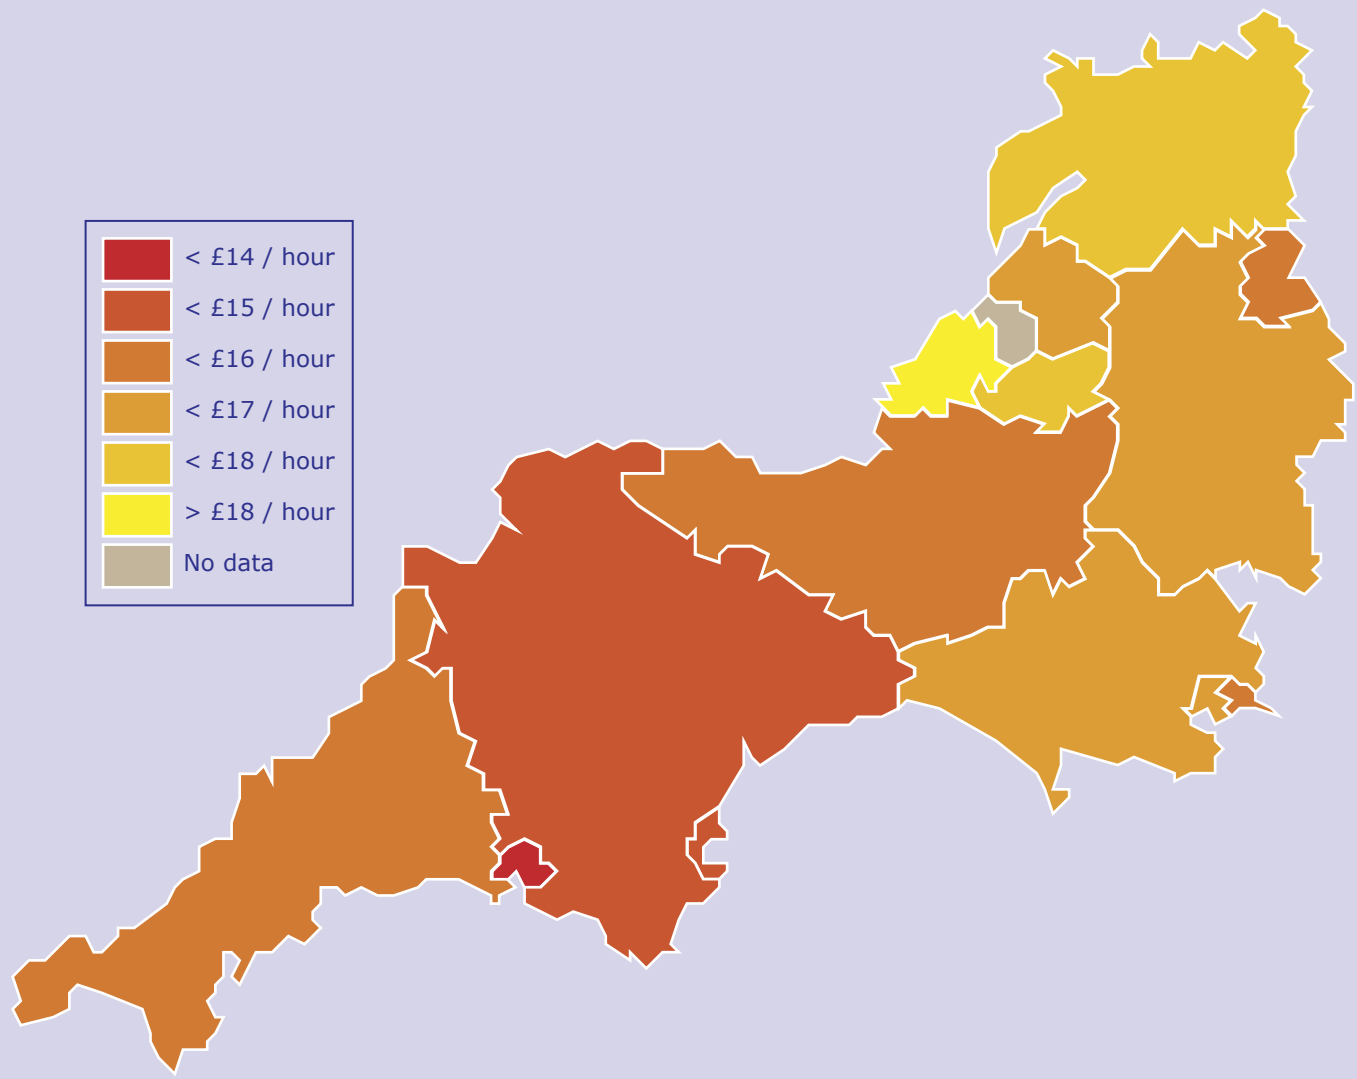 < £14 / hour
< £15 / hour
< £16 / hour
< £17 / hour
< £18 / hour
> £18 / hour
No data